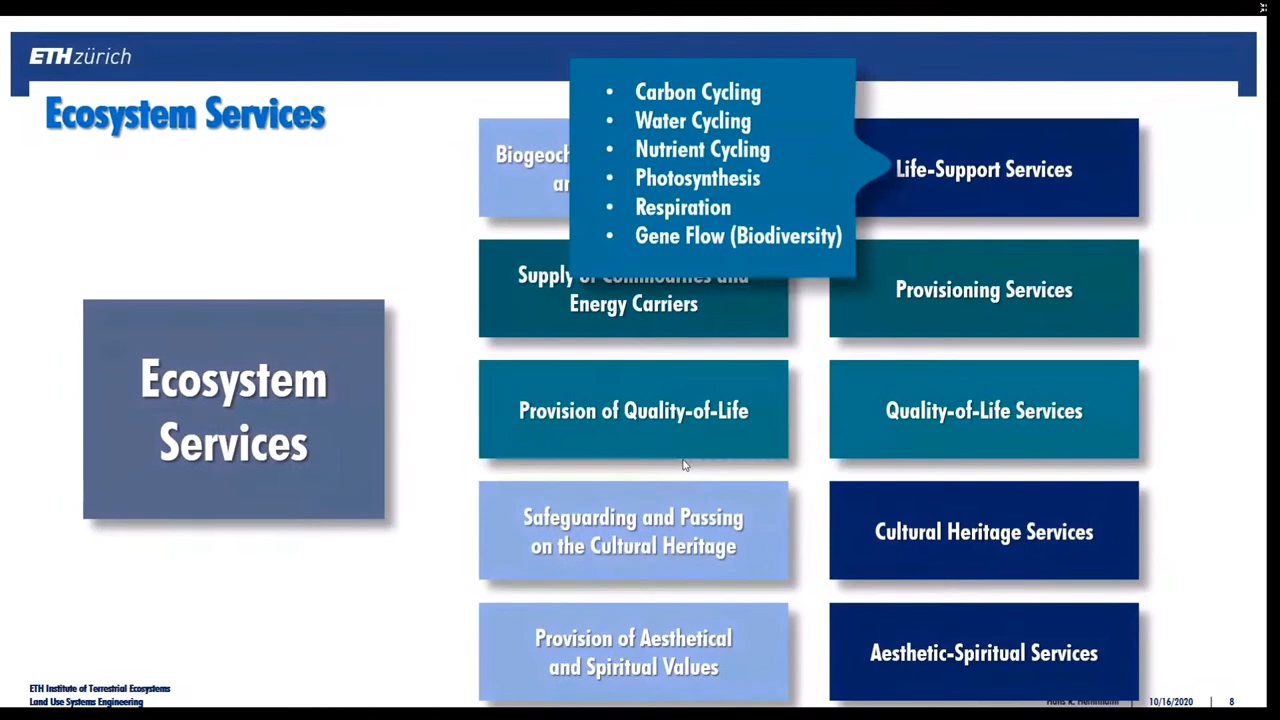 ETH zürich
Ecosystem Services
• Carbon Cycling
• Water Cycling
• Nutrient Cycling
• Photosynthesis
• Respiration
• Gene Flow (Biodiversity)
Life-Support Services
Supply of Commodities and
Energy Carriers
Provisioning Services
Ecosystem
Services
Provision of Quality-of-Life
Quality-of-Life Services
Safeguarding and Passing
on the Cultural Heritage
Cultural Heritage Services
Provision of Aesthetical
and Spiritual Values
Aesthetic-Spiritual Services
ETH Institute of Terrestrial Ecosystems
Land Use Systems Engineering
10/16/2020 | 8